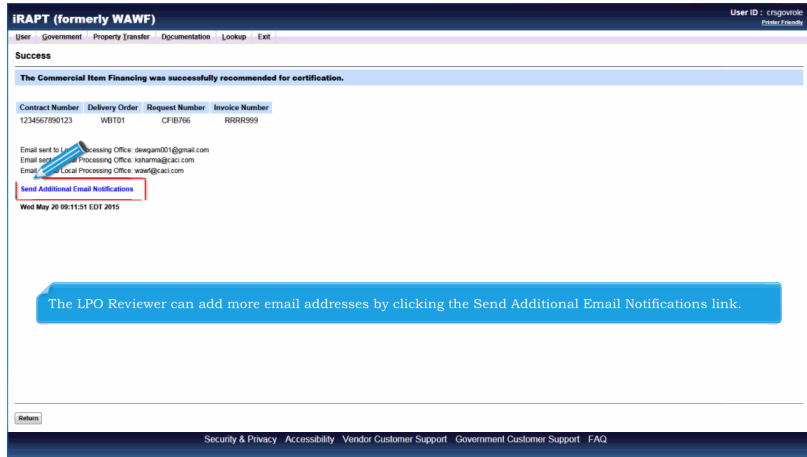 iRAPT (formerly WAWF)
User ID : crsgovrole
Printer Friendly
User Government Property Transfer Documentation Lookup Exit
Success
The Commercial Item Financing was successfully recommended for certification.
Contract Number Delivery Order Request Number Invoice Number
1234567890123 WBT01 CFIB766 RRRR999
Email sent to Processing Office: dewgam001@gmail.com
Email sent Processing Office: ksharma@caci.com
Email Local Processing Office: wawf@caci.com
Send Additional Email Notifications
Wed May 20 09:11:51 EDT 2015
The LPO Reviewer can add more email addresses by clicking the Send Additional Email Notifications link.
Return
Security & Privacy Accessibility Vendor Customer Support Government Customer Support FAQ